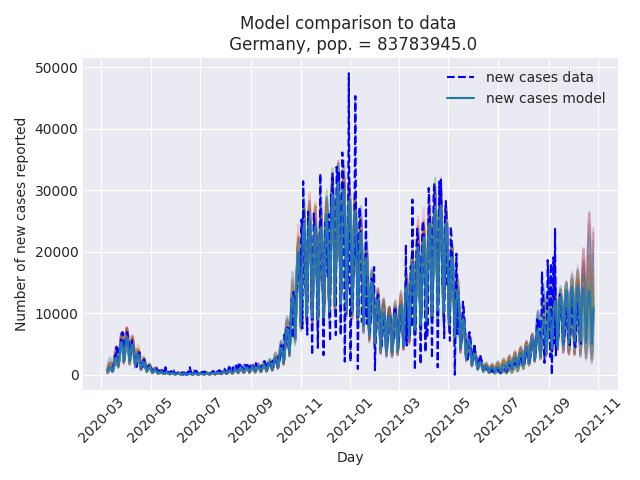 Model comparison to data
Germany, pop. = 83783945.0
new cases data
new cases model
Number of new cases reported
50000
40000
30000
20000
10000
0
2020-03
2020-05
2020-07
2020-09
2020-11
2021-01
2021-03
2021-05
2021-07
2021-09
2021-11
Day